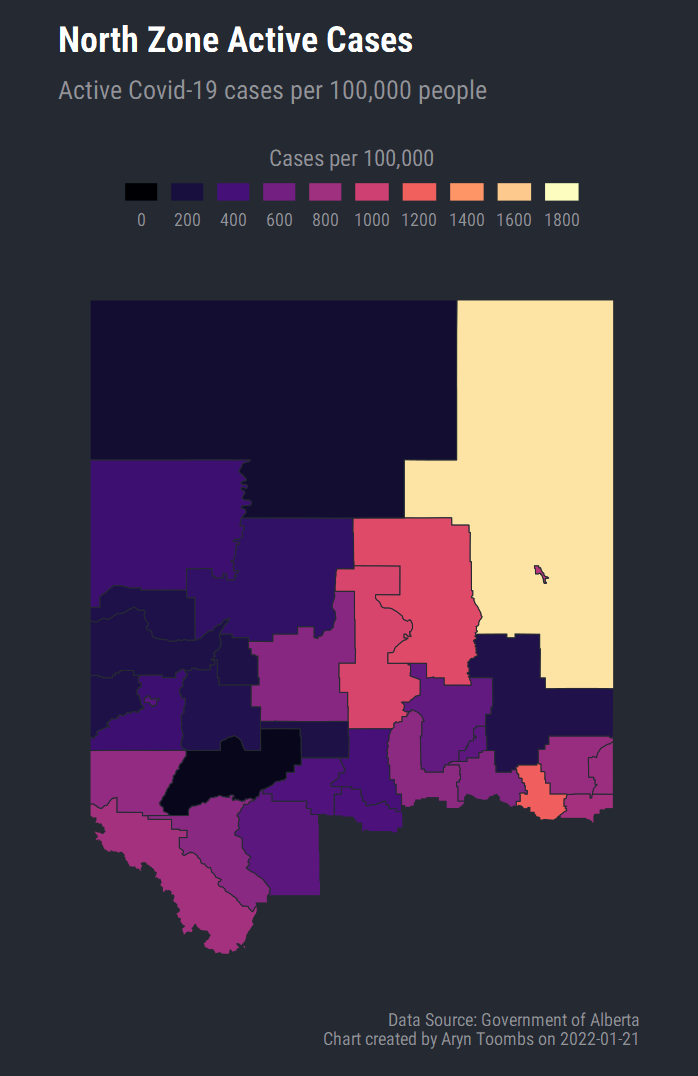 North Zone Active Cases
Active Covid-19 cases per 100,000 people
Cases per 100,000
0 200 400 600 800 1000 1200 1400 1600 1800
Data Source: Government of Alberta
Chart created by Aryn Toombs on 2022-01-21